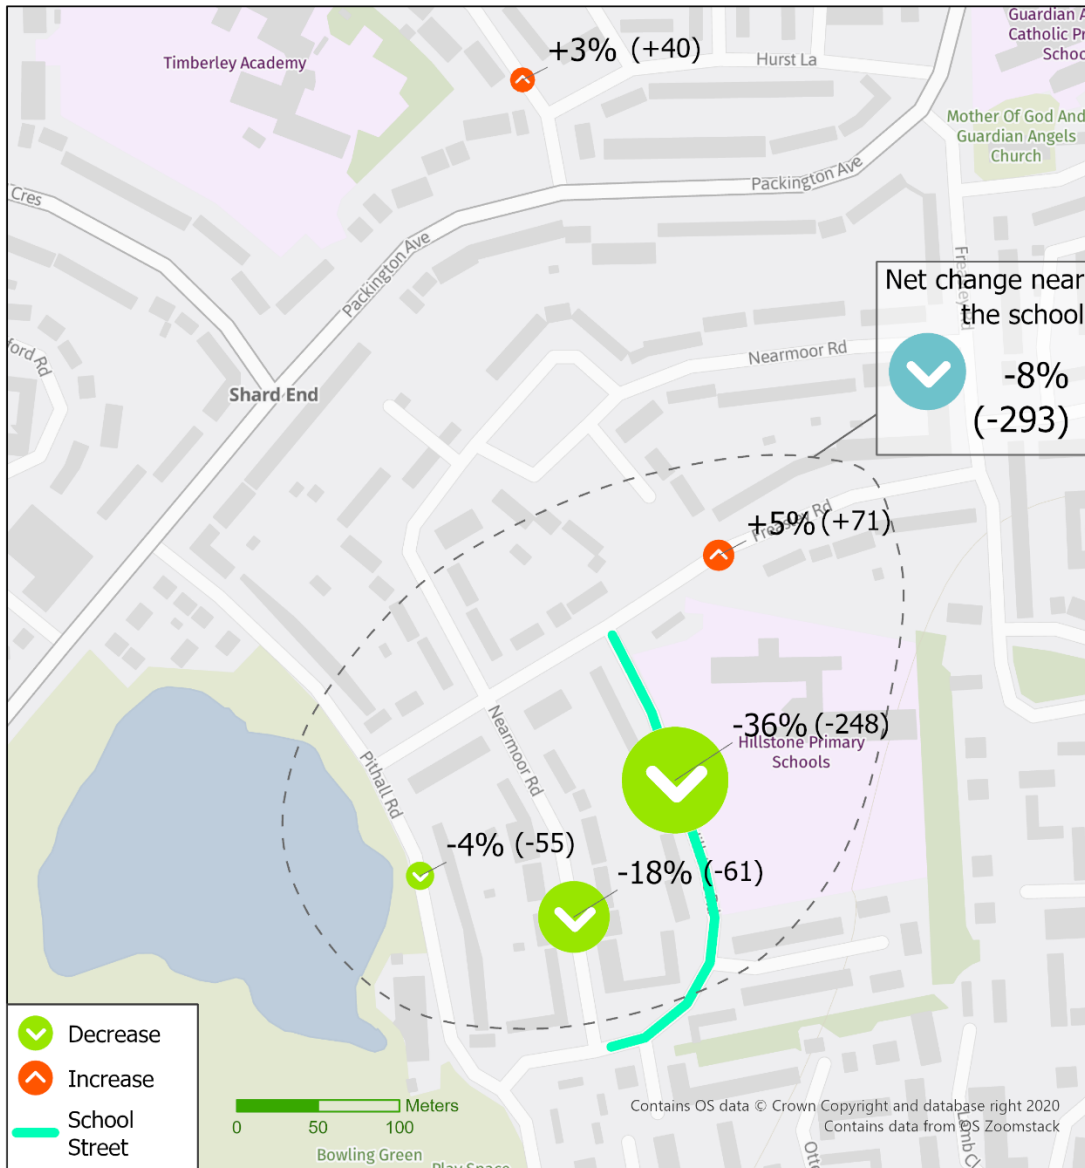 Guardian A
Catholic Pr
Schoo
+3% (+40)
Timberley Academy
Hurst La
Mother Of God And
Guardian Angels
Church
Packington Ave
Cres
Packington Ave
Net change near
the school
-8%
(-293)
ford Rd
Nearmoor Rd
Shard End
+5% (+71)
Freasley Rd
Nearmoor Rd
Pithall Rd
-36% (-248)
Hillstone Primary
Schools
-4% (-55)
-18% (-61)
Decrease
Increase
School
Street
Meters
0 50 100
Contains OS data © Crown Copyright and database right 2020
Contains data from OS Zoomstack
Bowling Green
Play Space